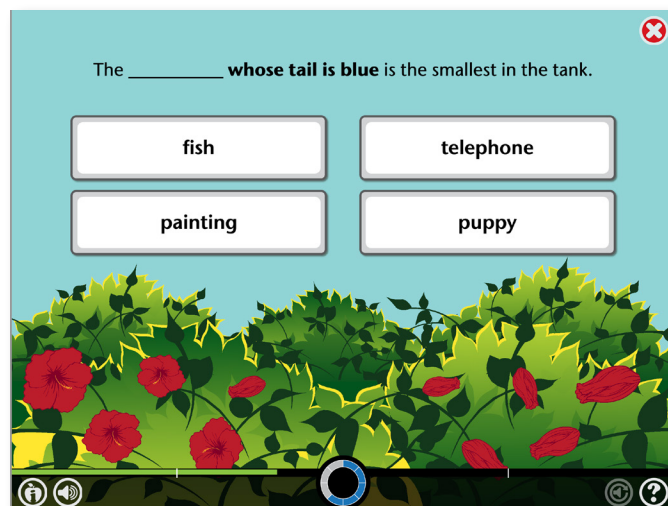 The __________ whose tail is blue is the smallest in the tank.
fish
telephone
painting
puppy